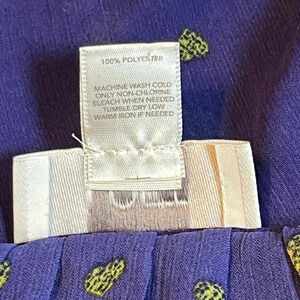 100% POLYESTER
MACHINE WASH COLD
ONLY NON-CHLORINE
BLEACH WHEN NEEDED
TUMBLE DRY LOW
WARM IRON IF NEEDED